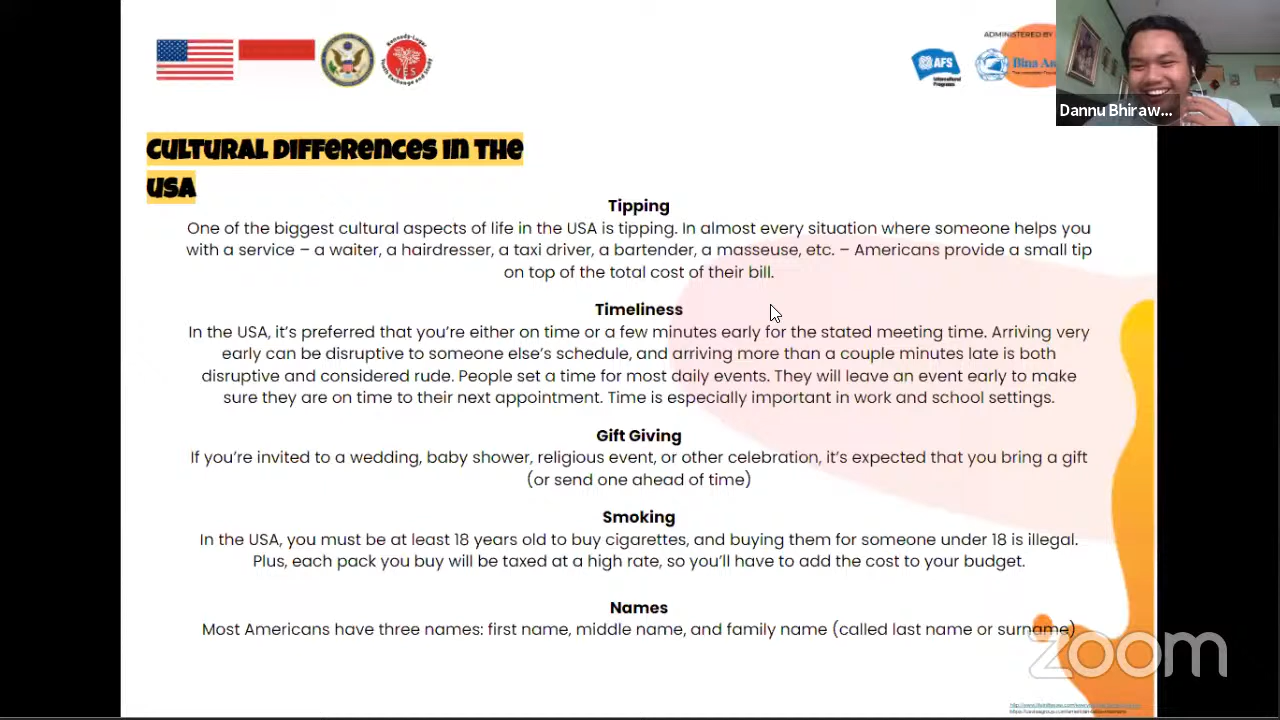 ADMINISTERED BY
Kennedy-Lugar
YES
Youth Exchange and Study
AFS
Intercultural
Programs
Bina
Dannu Bhiraw...
CULTURAL DIFFERENCES IN THE
USA
Tipping
One of the biggest cultural aspects of life in the USA is tipping. In almost every situation where someone helps you
with a service – a waiter, a hairdresser, a taxi driver, a bartender, a masseuse, etc. – Americans provide a small tip
on top of the total cost of their bill.
Timeliness
In the USA, it’s preferred that you’re either on time or a few minutes early for the stated meeting time. Arriving very
early can be disruptive to someone else’s schedule, and arriving more than a couple minutes late is both
disruptive and considered rude. People set a time for most daily events. They will leave an event early to make
sure they are on time to their next appointment. Time is especially important in work and school settings.
Gift Giving
If you’re invited to a wedding, baby shower, religious event, or other celebration, it’s expected that you bring a gift
(or send one ahead of time)
Smoking
In the USA, you must be at least 18 years old to buy cigarettes, and buying them for someone under 18 is illegal.
Plus, each pack you buy will be taxed at a high rate, so you’ll have to add the cost to your budget.
Names
Most Americans have three names: first name, middle name, and family name (called last name or surname)
zoom